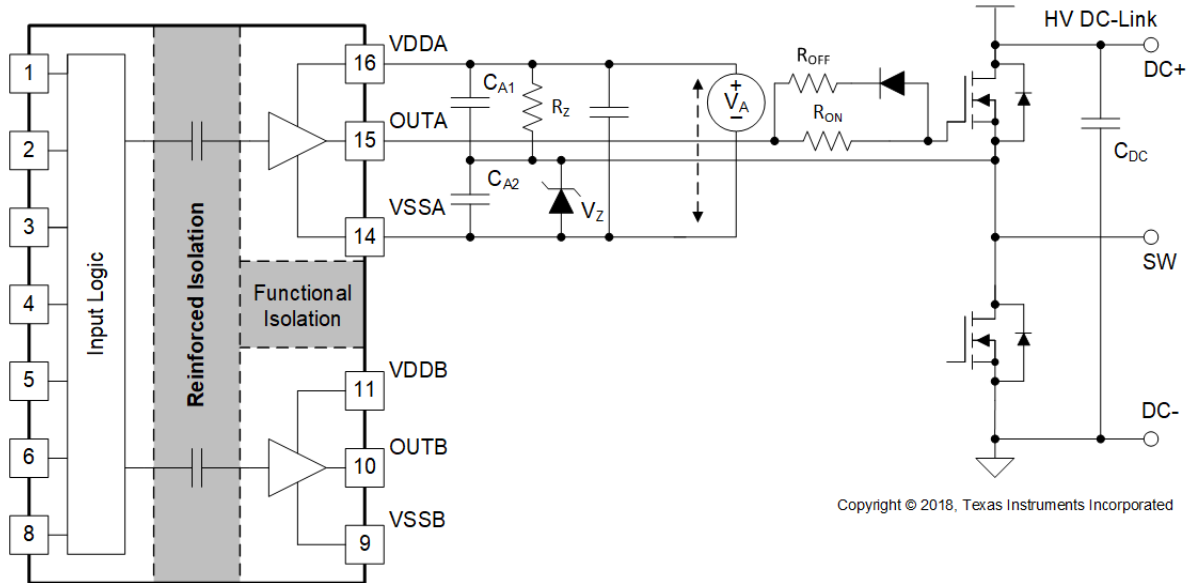 1
2
3
4
5
6
8
Input Logic
Reinforced Isolation
Functional
Isolation
VDDA
16
OUTA
15
VSSA
14
VDDB
11
OUTB
10
VSSB
9
CA1
RZ
CA2
VZ
+
VA
−
ROFF
RON
HV DC-Link
DC+
CDC
SW
DC-
Copyright © 2018, Texas Instruments Incorporated